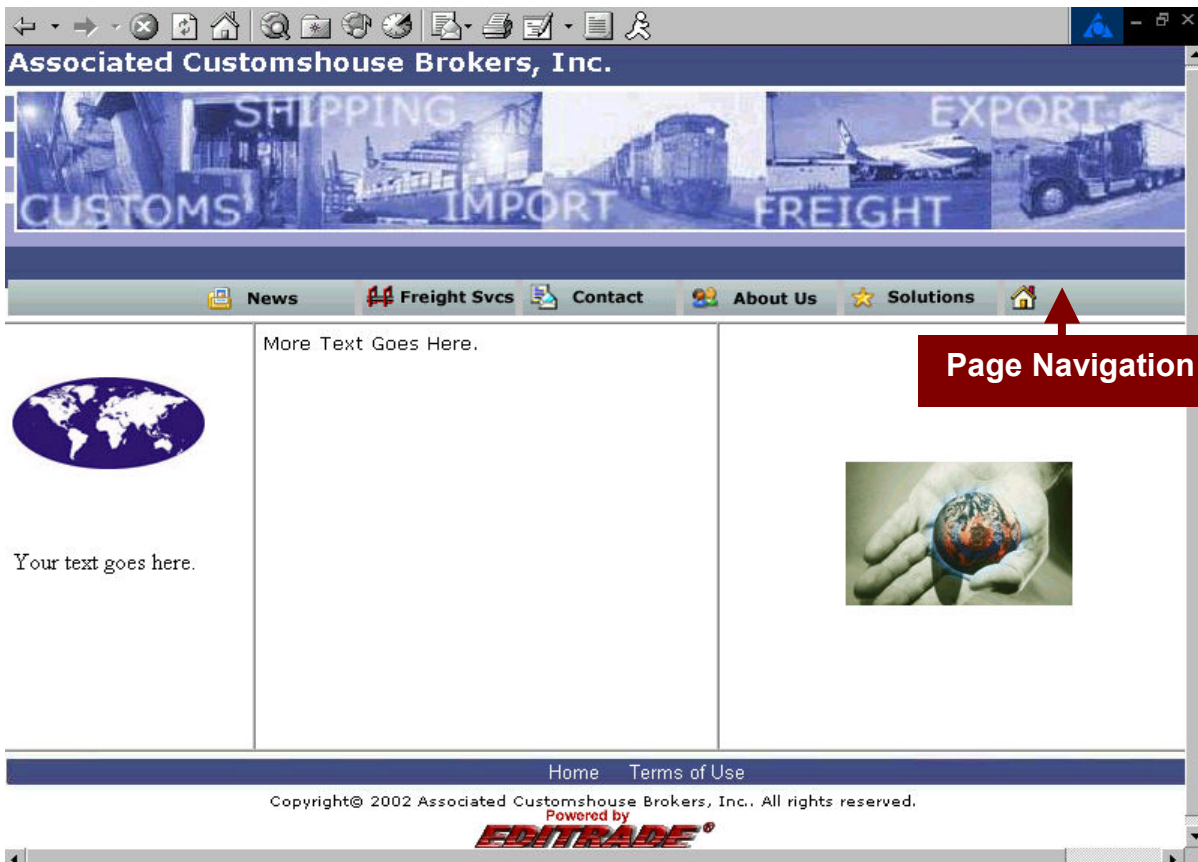 Associated Customshouse Brokers, Inc.
SHIPPING EXPORT
CUSTOMS IMPORT FREIGHT
News Freight Svcs Contact About Us Solutions
More Text Goes Here.
Page Navigation
Your text goes here.
Home Terms of Use
Copyright© 2002 Associated Customshouse Brokers, Inc.. All rights reserved.
Powered by
EDITRADE®